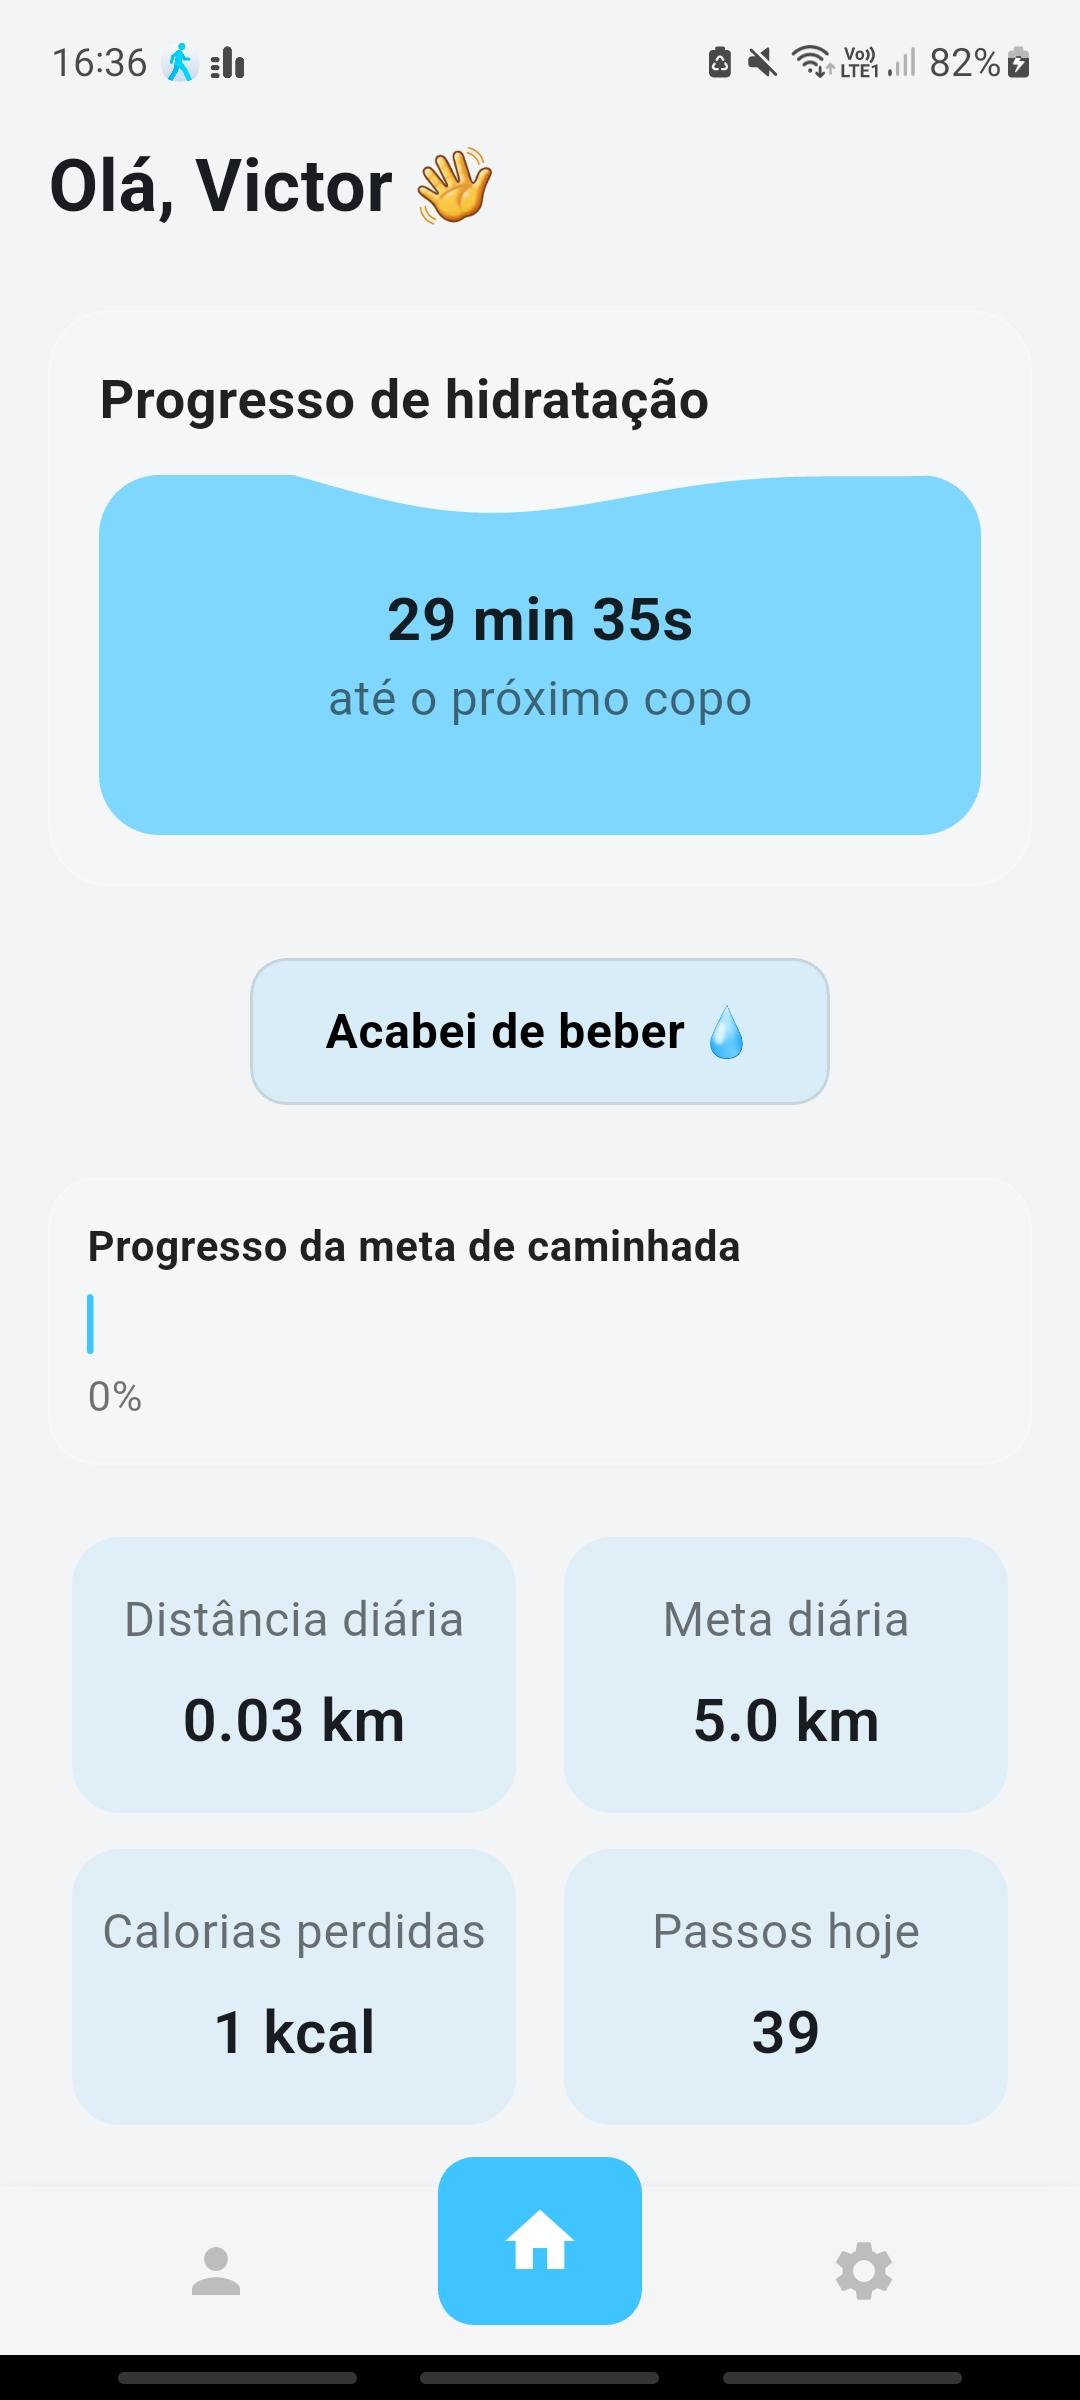 16:36
Vo)) LTE1 82%
Olá, Victor 👋
Progresso de hidratação
29 min 35s
até o próximo copo
Acabei de beber 💧
Progresso da meta de caminhada
0%
Distância diária
0.03 km
Meta diária
5.0 km
Calorias perdidas
1 kcal
Passos hoje
39